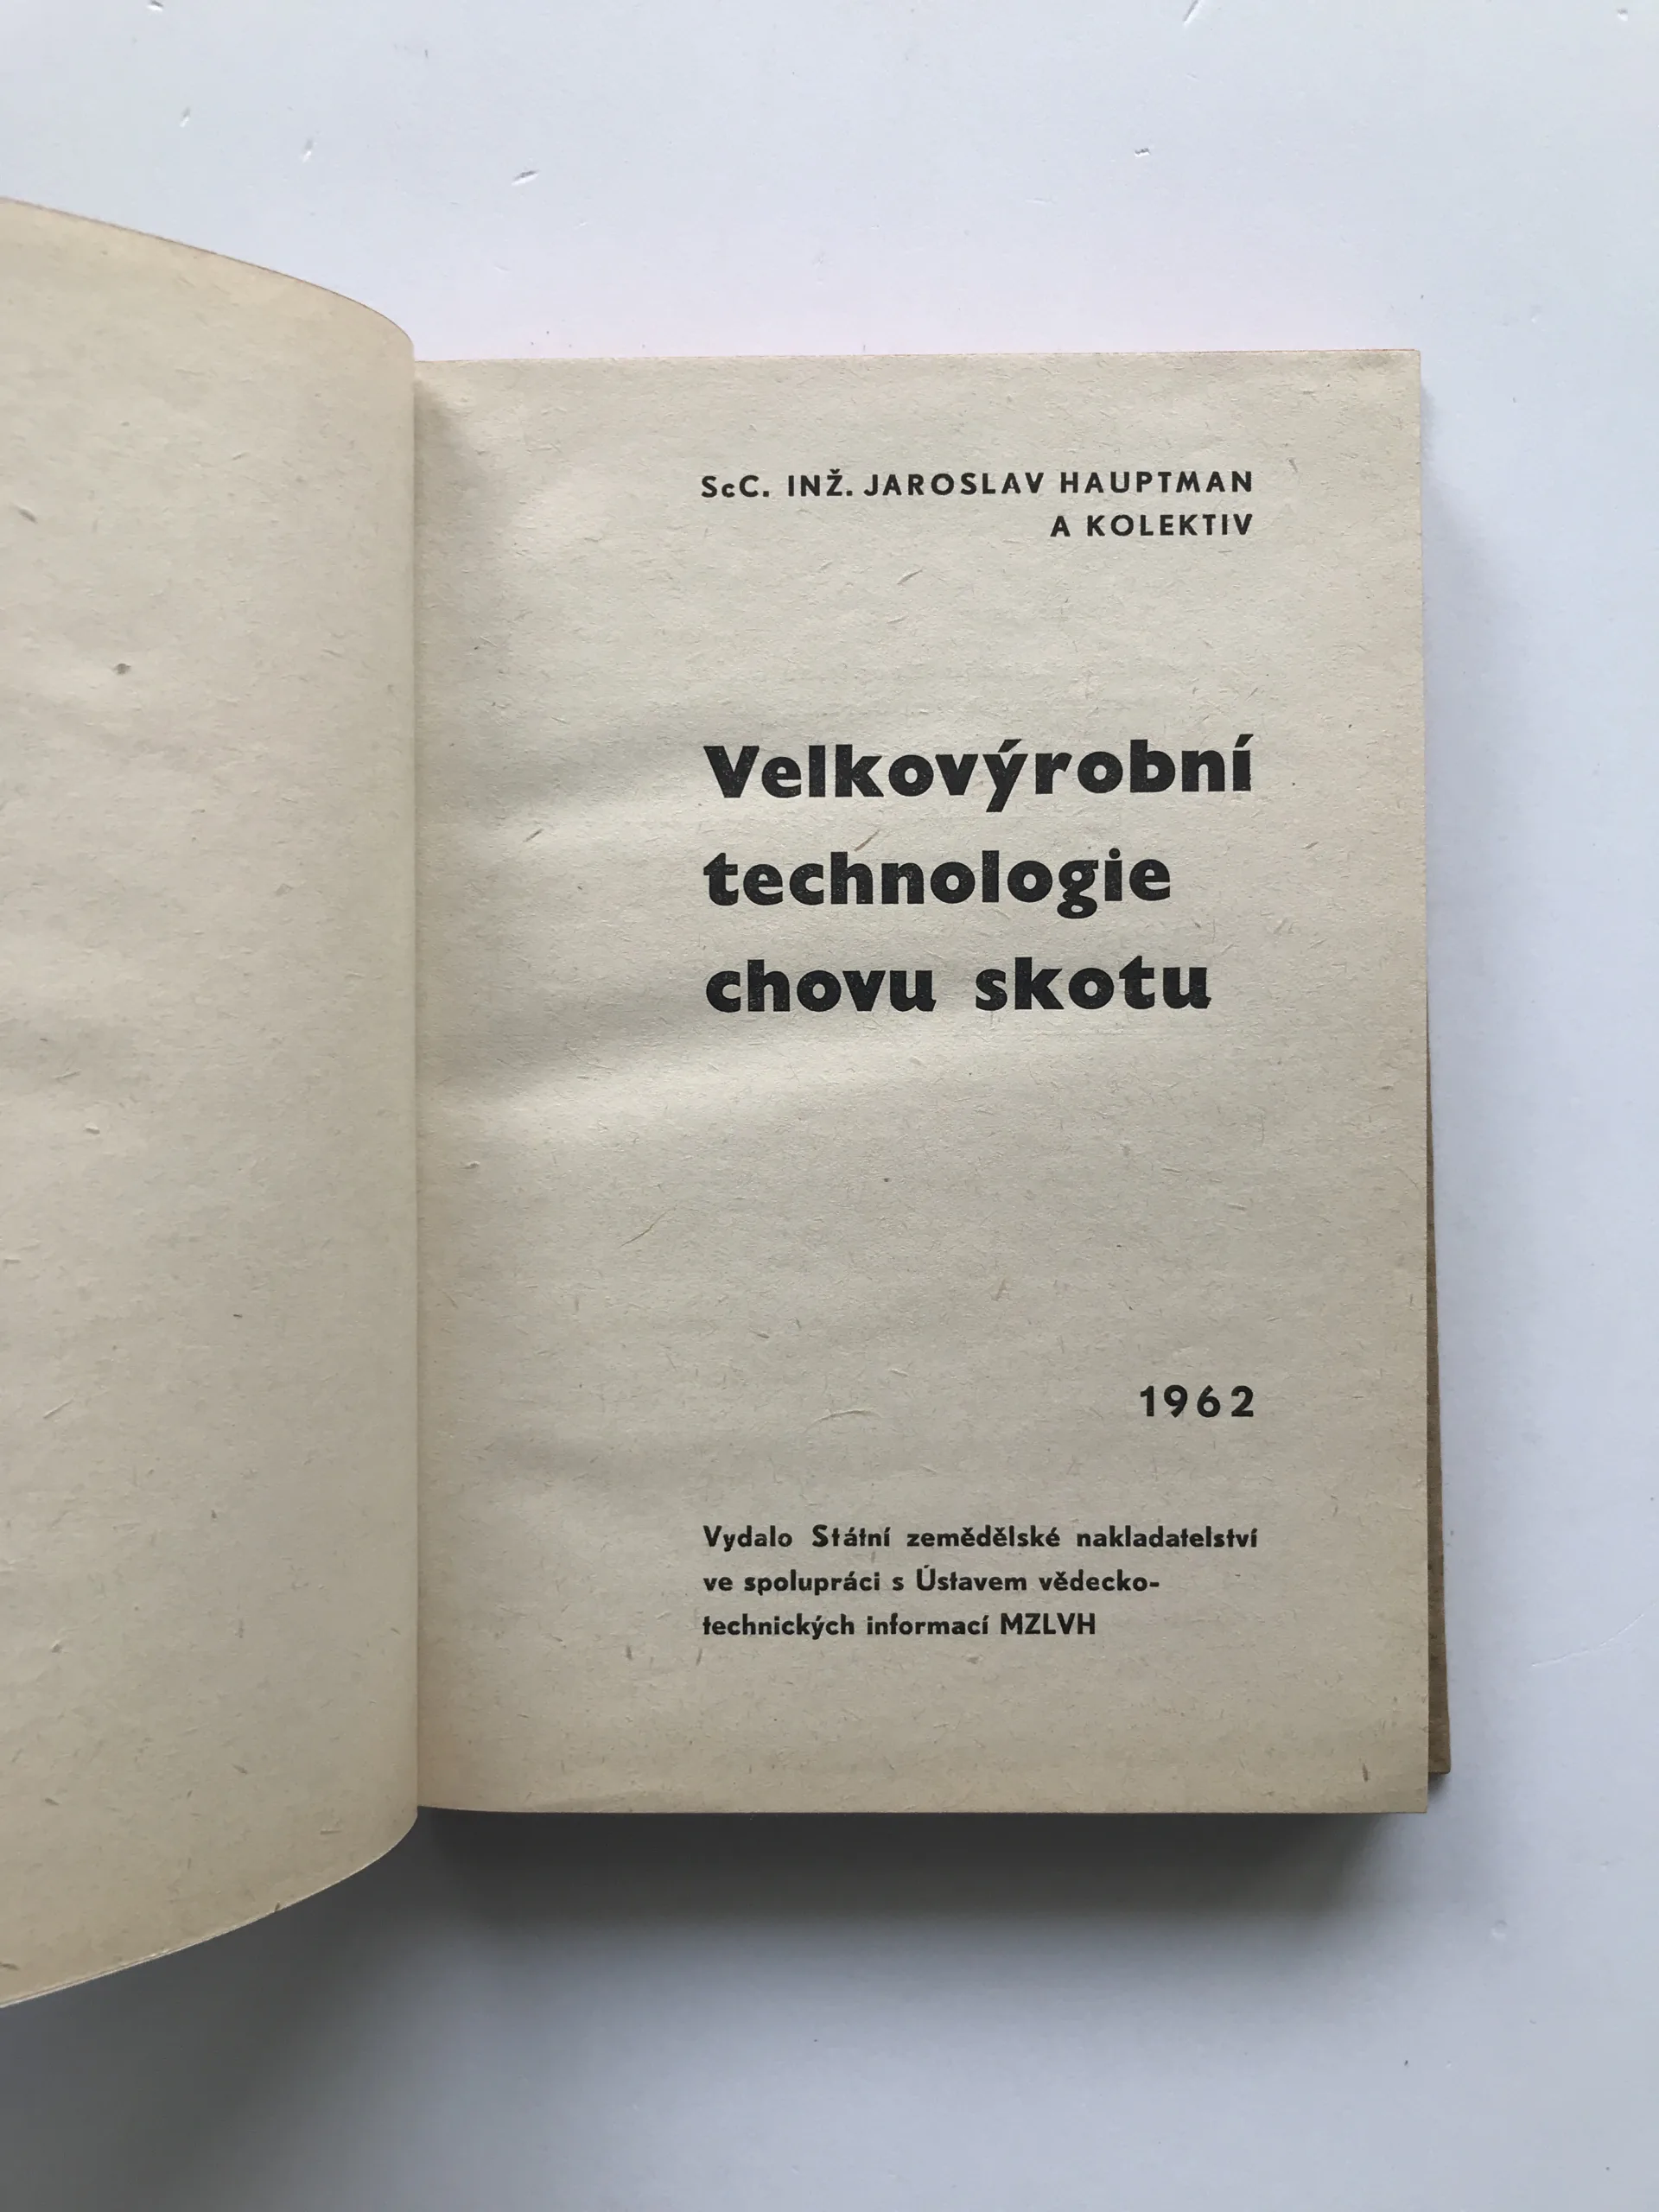 ScC. INŽ. JAROSLAV HAUPTMAN
A KOLEKTIV
Velkovýrobní
technologie
chovu skotu
1962
Vydalo Státní zemědělské nakladatelství
ve spolupráci s Ústavem vědecko-
technických informací MZLVH